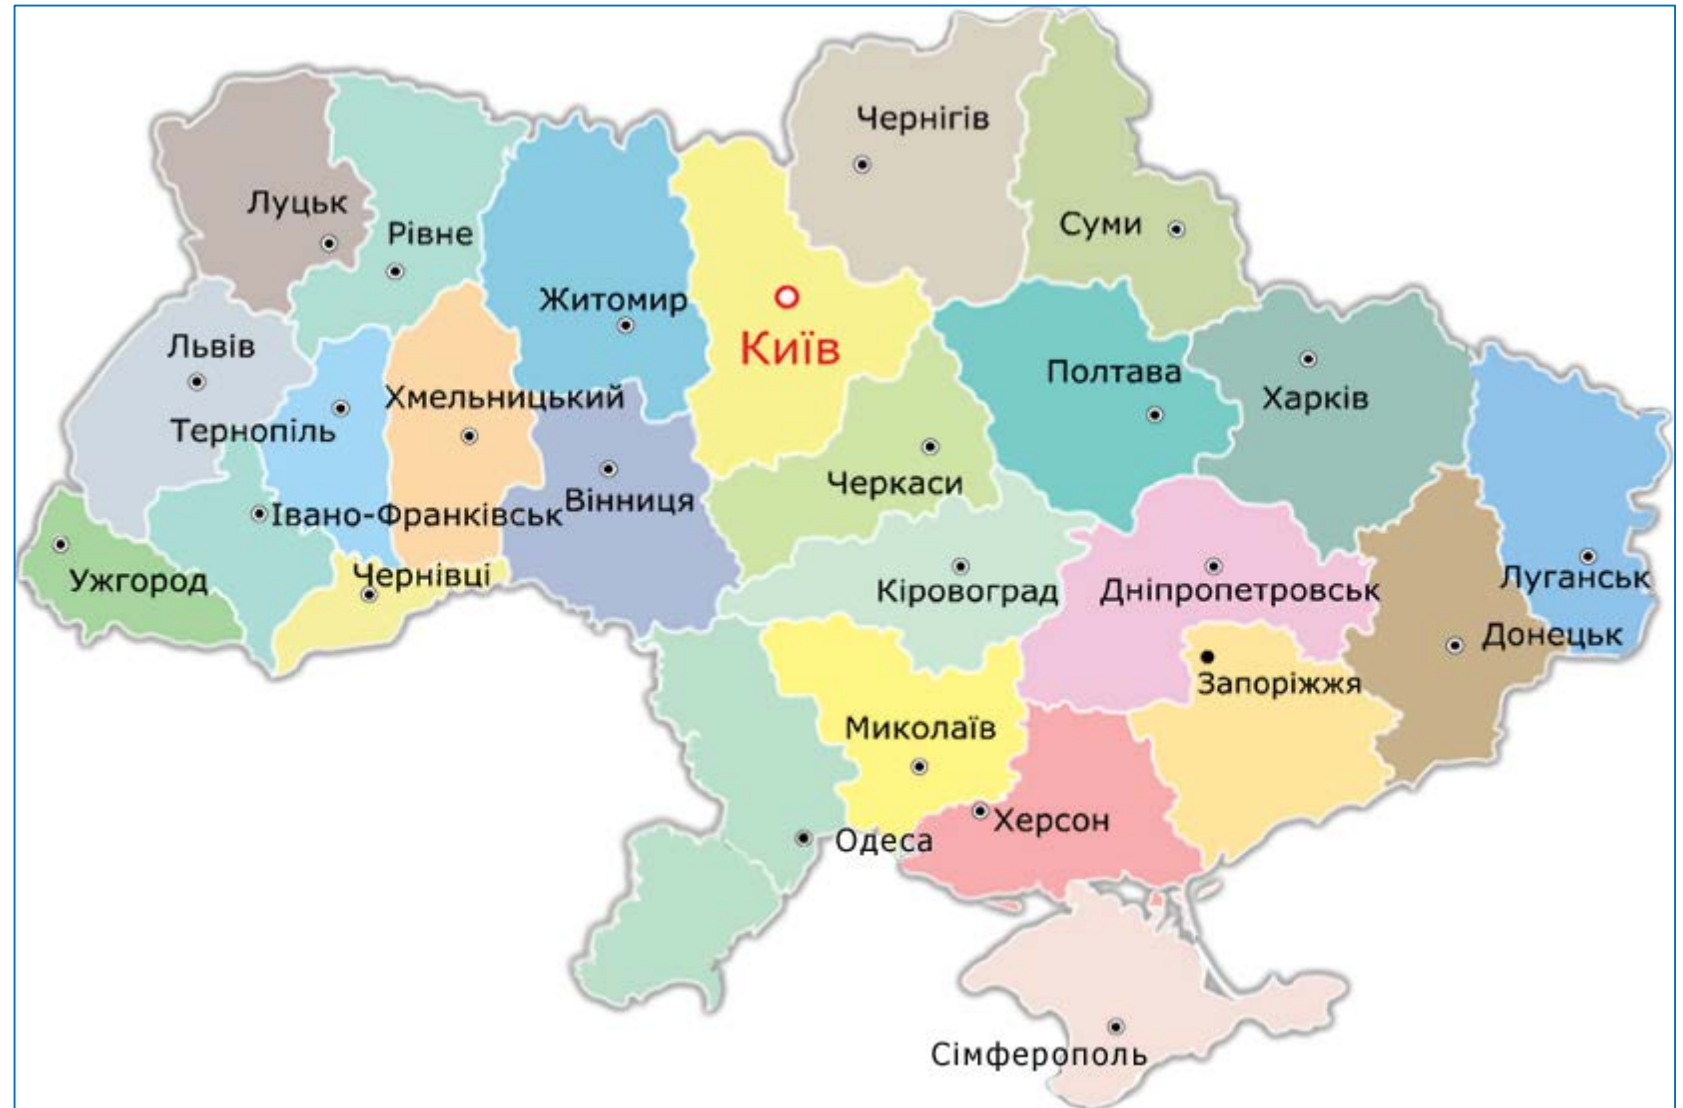 Чернігів
Луцьк
Суми
Рівне
Житомир
Київ
Львів
Полтава
Хмельницький
Харків
Тернопіль
Черкаси
Вінниця
Івано-Франківськ
Чернівці
Ужгород
Луганськ
Кіровоград
Дніпропетровськ
Донецьк
Запоріжжя
Миколаїв
Херсон
Одеса
Сімферополь